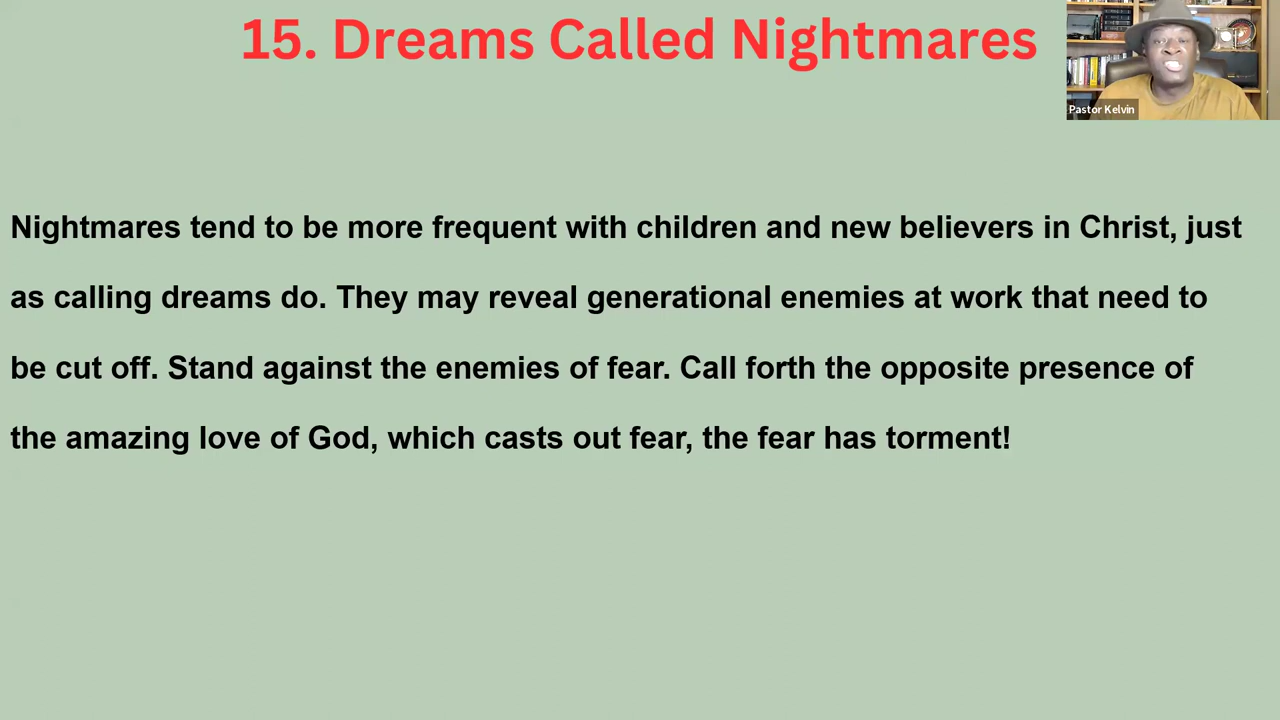 15. Dreams Called Nightmares
Pastor Kelvin
Nightmares tend to be more frequent with children and new believers in Christ, just
as calling dreams do. They may reveal generational enemies at work that need to
be cut off. Stand against the enemies of fear. Call forth the opposite presence of
the amazing love of God, which casts out fear, the fear has torment!